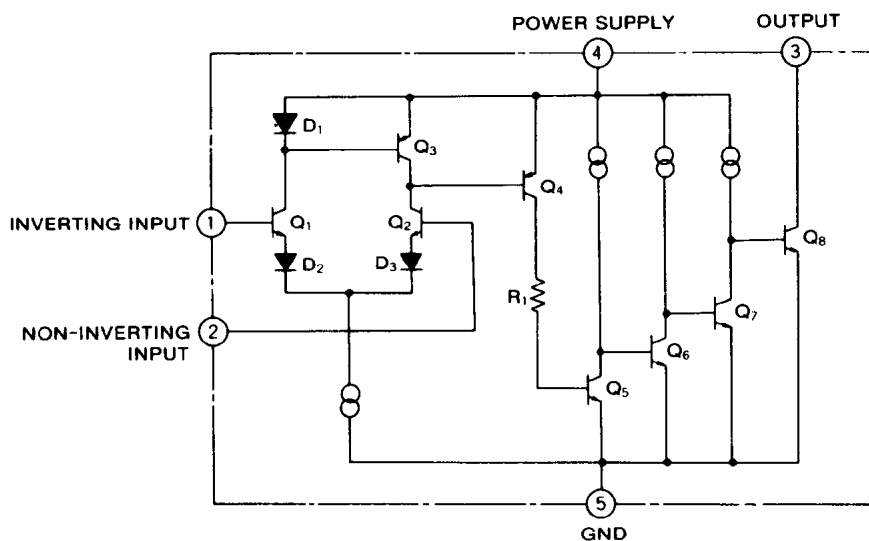 POWER SUPPLY
OUTPUT
4
3
D1
Q3
Q4
INVERTING INPUT
1
Q1
Q2
Q8
D2
D3
R1
NON-INVERTING
INPUT
2
Q7
Q6
Q5
5
GND